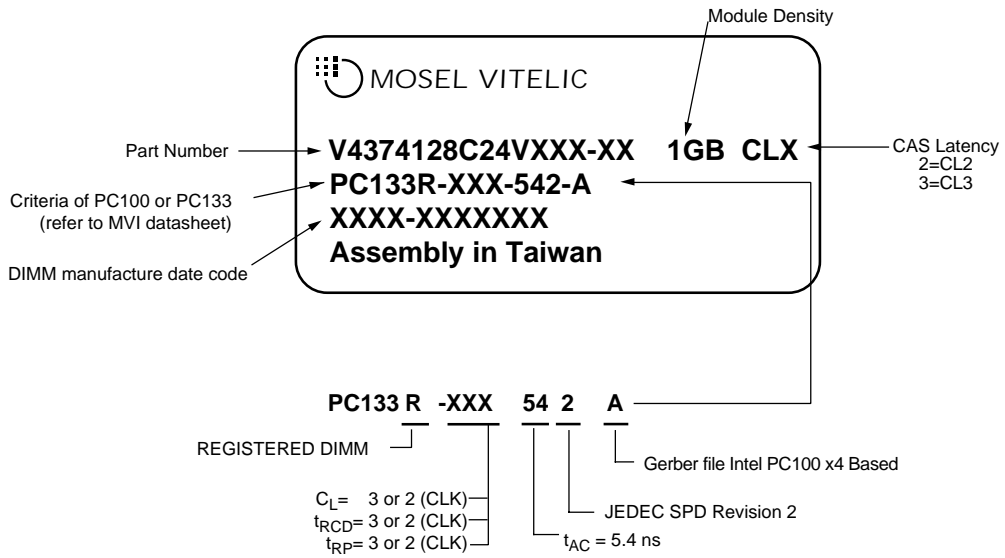 Module Density
MOSEL VITELIC
Part Number
V4374128C24VXXX-XX 1GB CLX
CAS Latency
2=CL2
3=CL3
Criteria of PC100 or PC133
(refer to MVI datasheet)
PC133R-XXX-542-A
XXXX-XXXXXXX
DIMM manufacture date code
Assembly in Taiwan
PC133 R -XXX 54 2 A
REGISTERED DIMM
Gerber file Intel PC100 x4 Based
CL= 3 or 2 (CLK)
tRCD= 3 or 2 (CLK)
tRP= 3 or 2 (CLK)
JEDEC SPD Revision 2
tAC = 5.4 ns